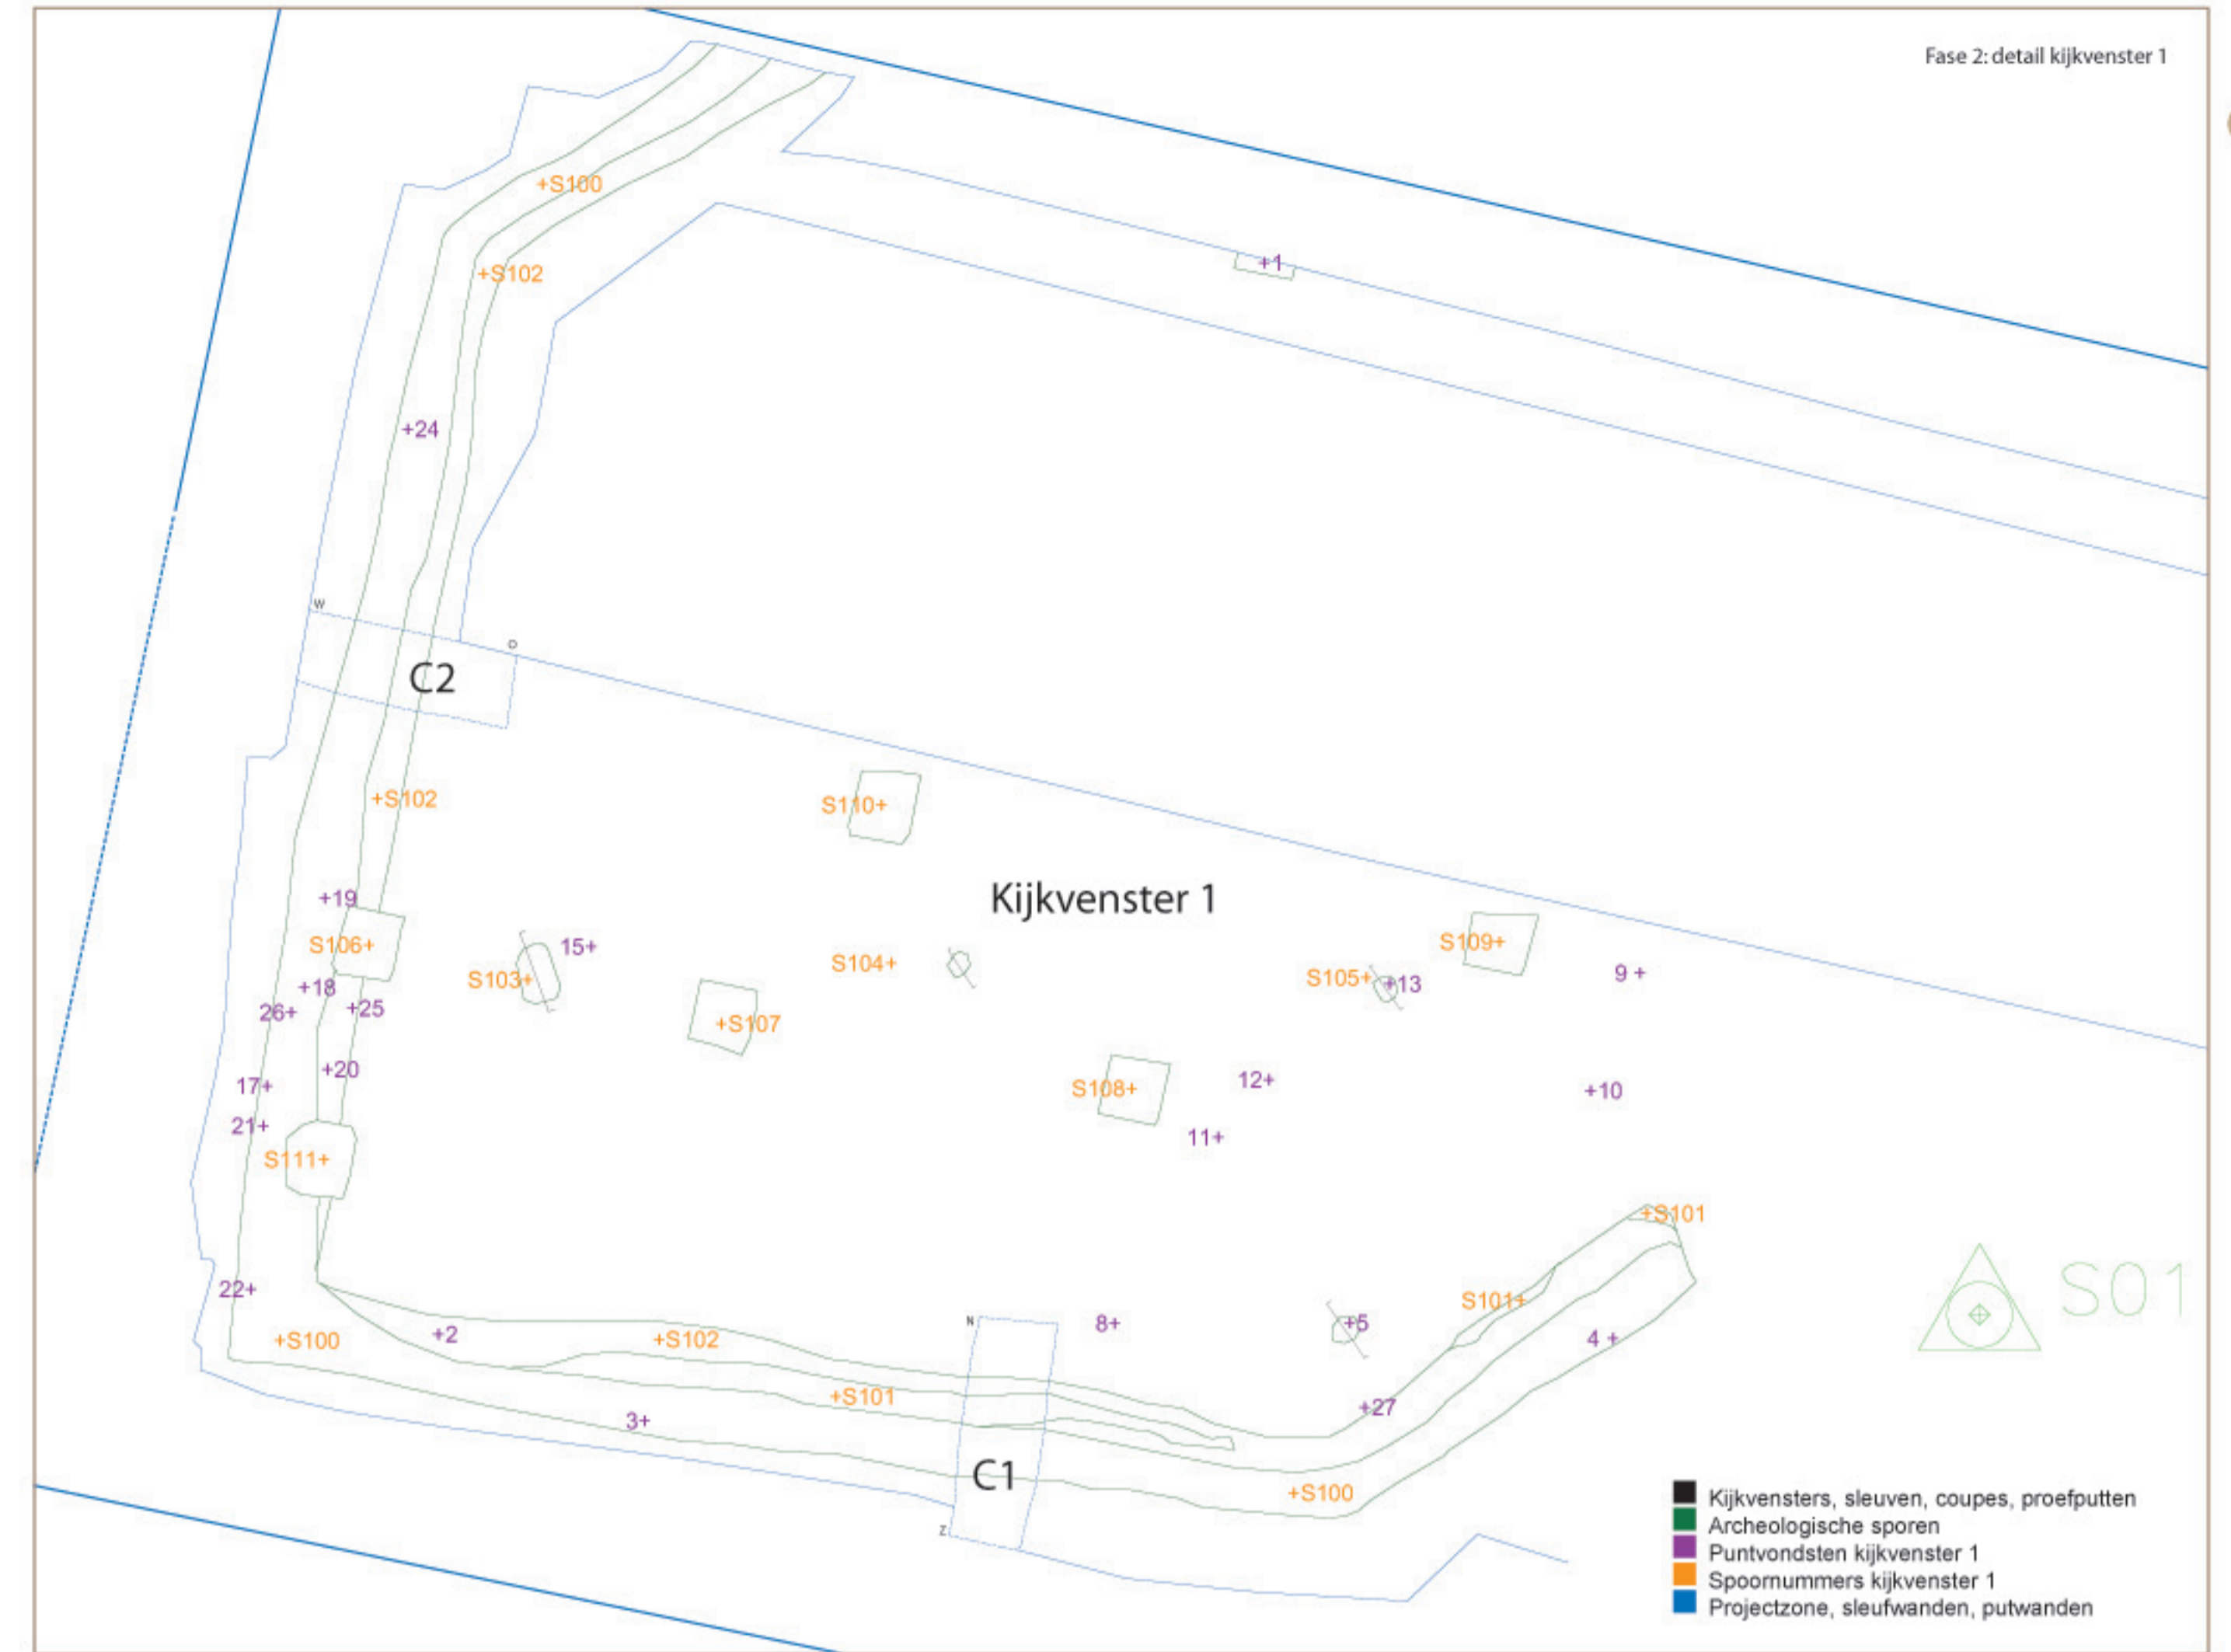 Fase 2: detail kijkvenster 1
+S100
+1
+S102
+24
W
O
C2
+S102
S110+
Kijkvenster 1
+19
S106+
S103+
15+
S104+
S105+
+13
S109+
9 +
+18
26+
+25
+S107
+20
17+
S108+
12+
+10
21+
11+
S111+
+S101
22+
S101+
S01
+S100
+2
+S102
N
8+
+5
4 +
+S101
3+
+27
C1
+S100
Z
Kijkvensters, sleuven, coupes, proefputten
Archeologische sporen
Puntvondsten kijkvenster 1
Spoornummers kijkvenster 1
Projectzone, sleufwanden, putwanden